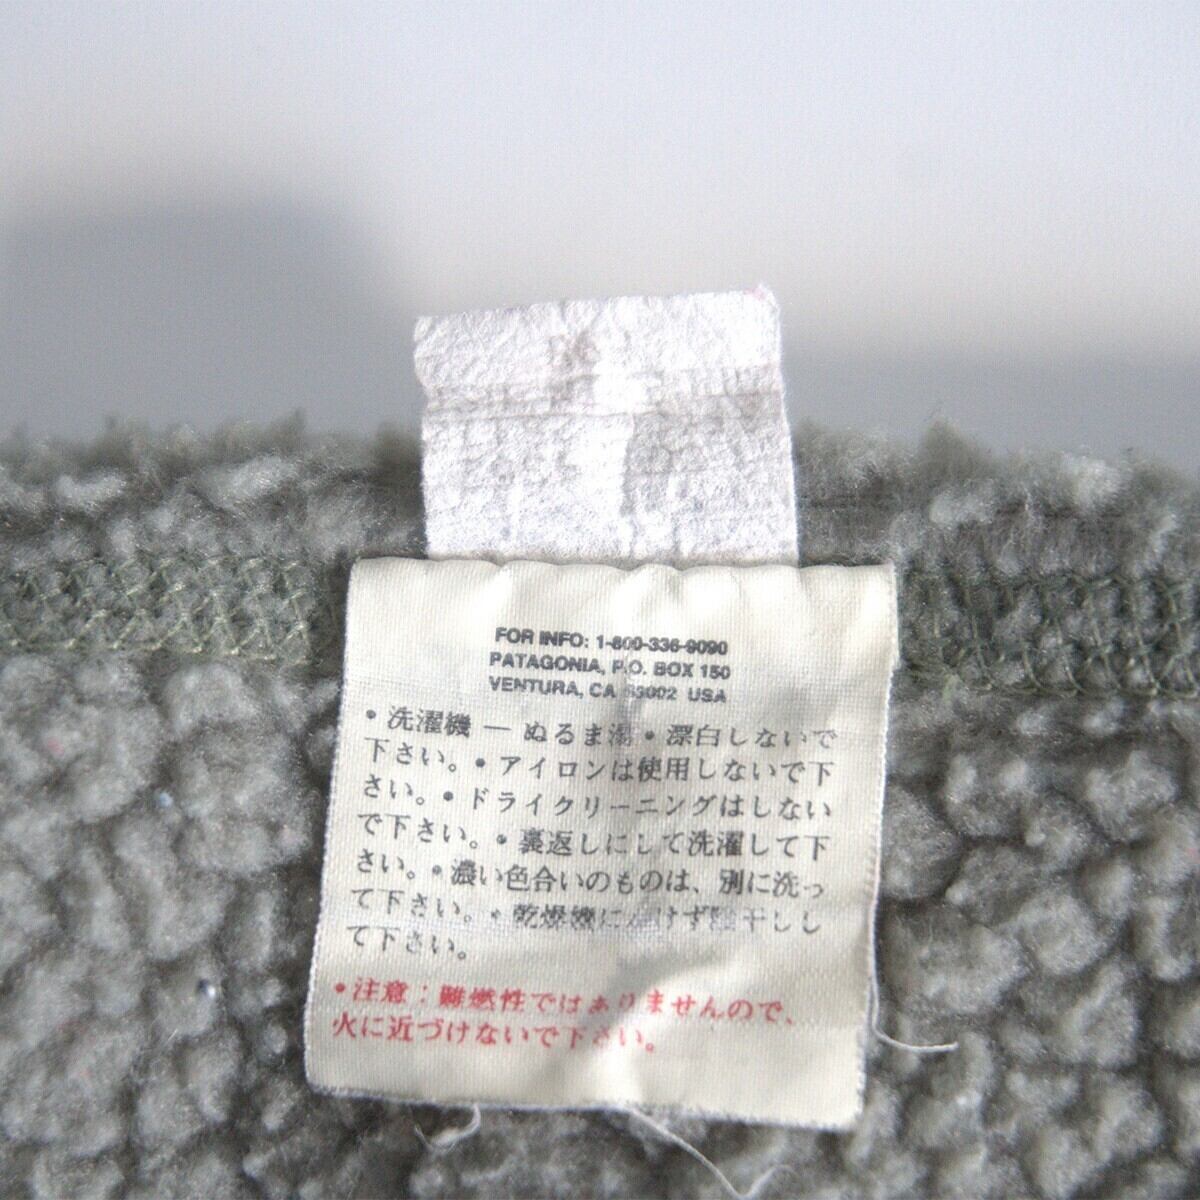 FOR INFO: 1-800-336-9090
PATAGONIA, P.O. BOX 150
VENTURA, CA 93002 USA
・洗濯機 — ぬるま湯・漂白しないで
下さい。・アイロンは使用しないで下
さい。・ドライクリーニングはしない
で下さい。・裏返しにして洗濯して下
さい。・濃い色合いのものは、別に洗っ
て下さい。・乾燥機にかけず陰干しし
て下さい。
・注意：難燃性ではありませんので、
火に近づけないで下さい。